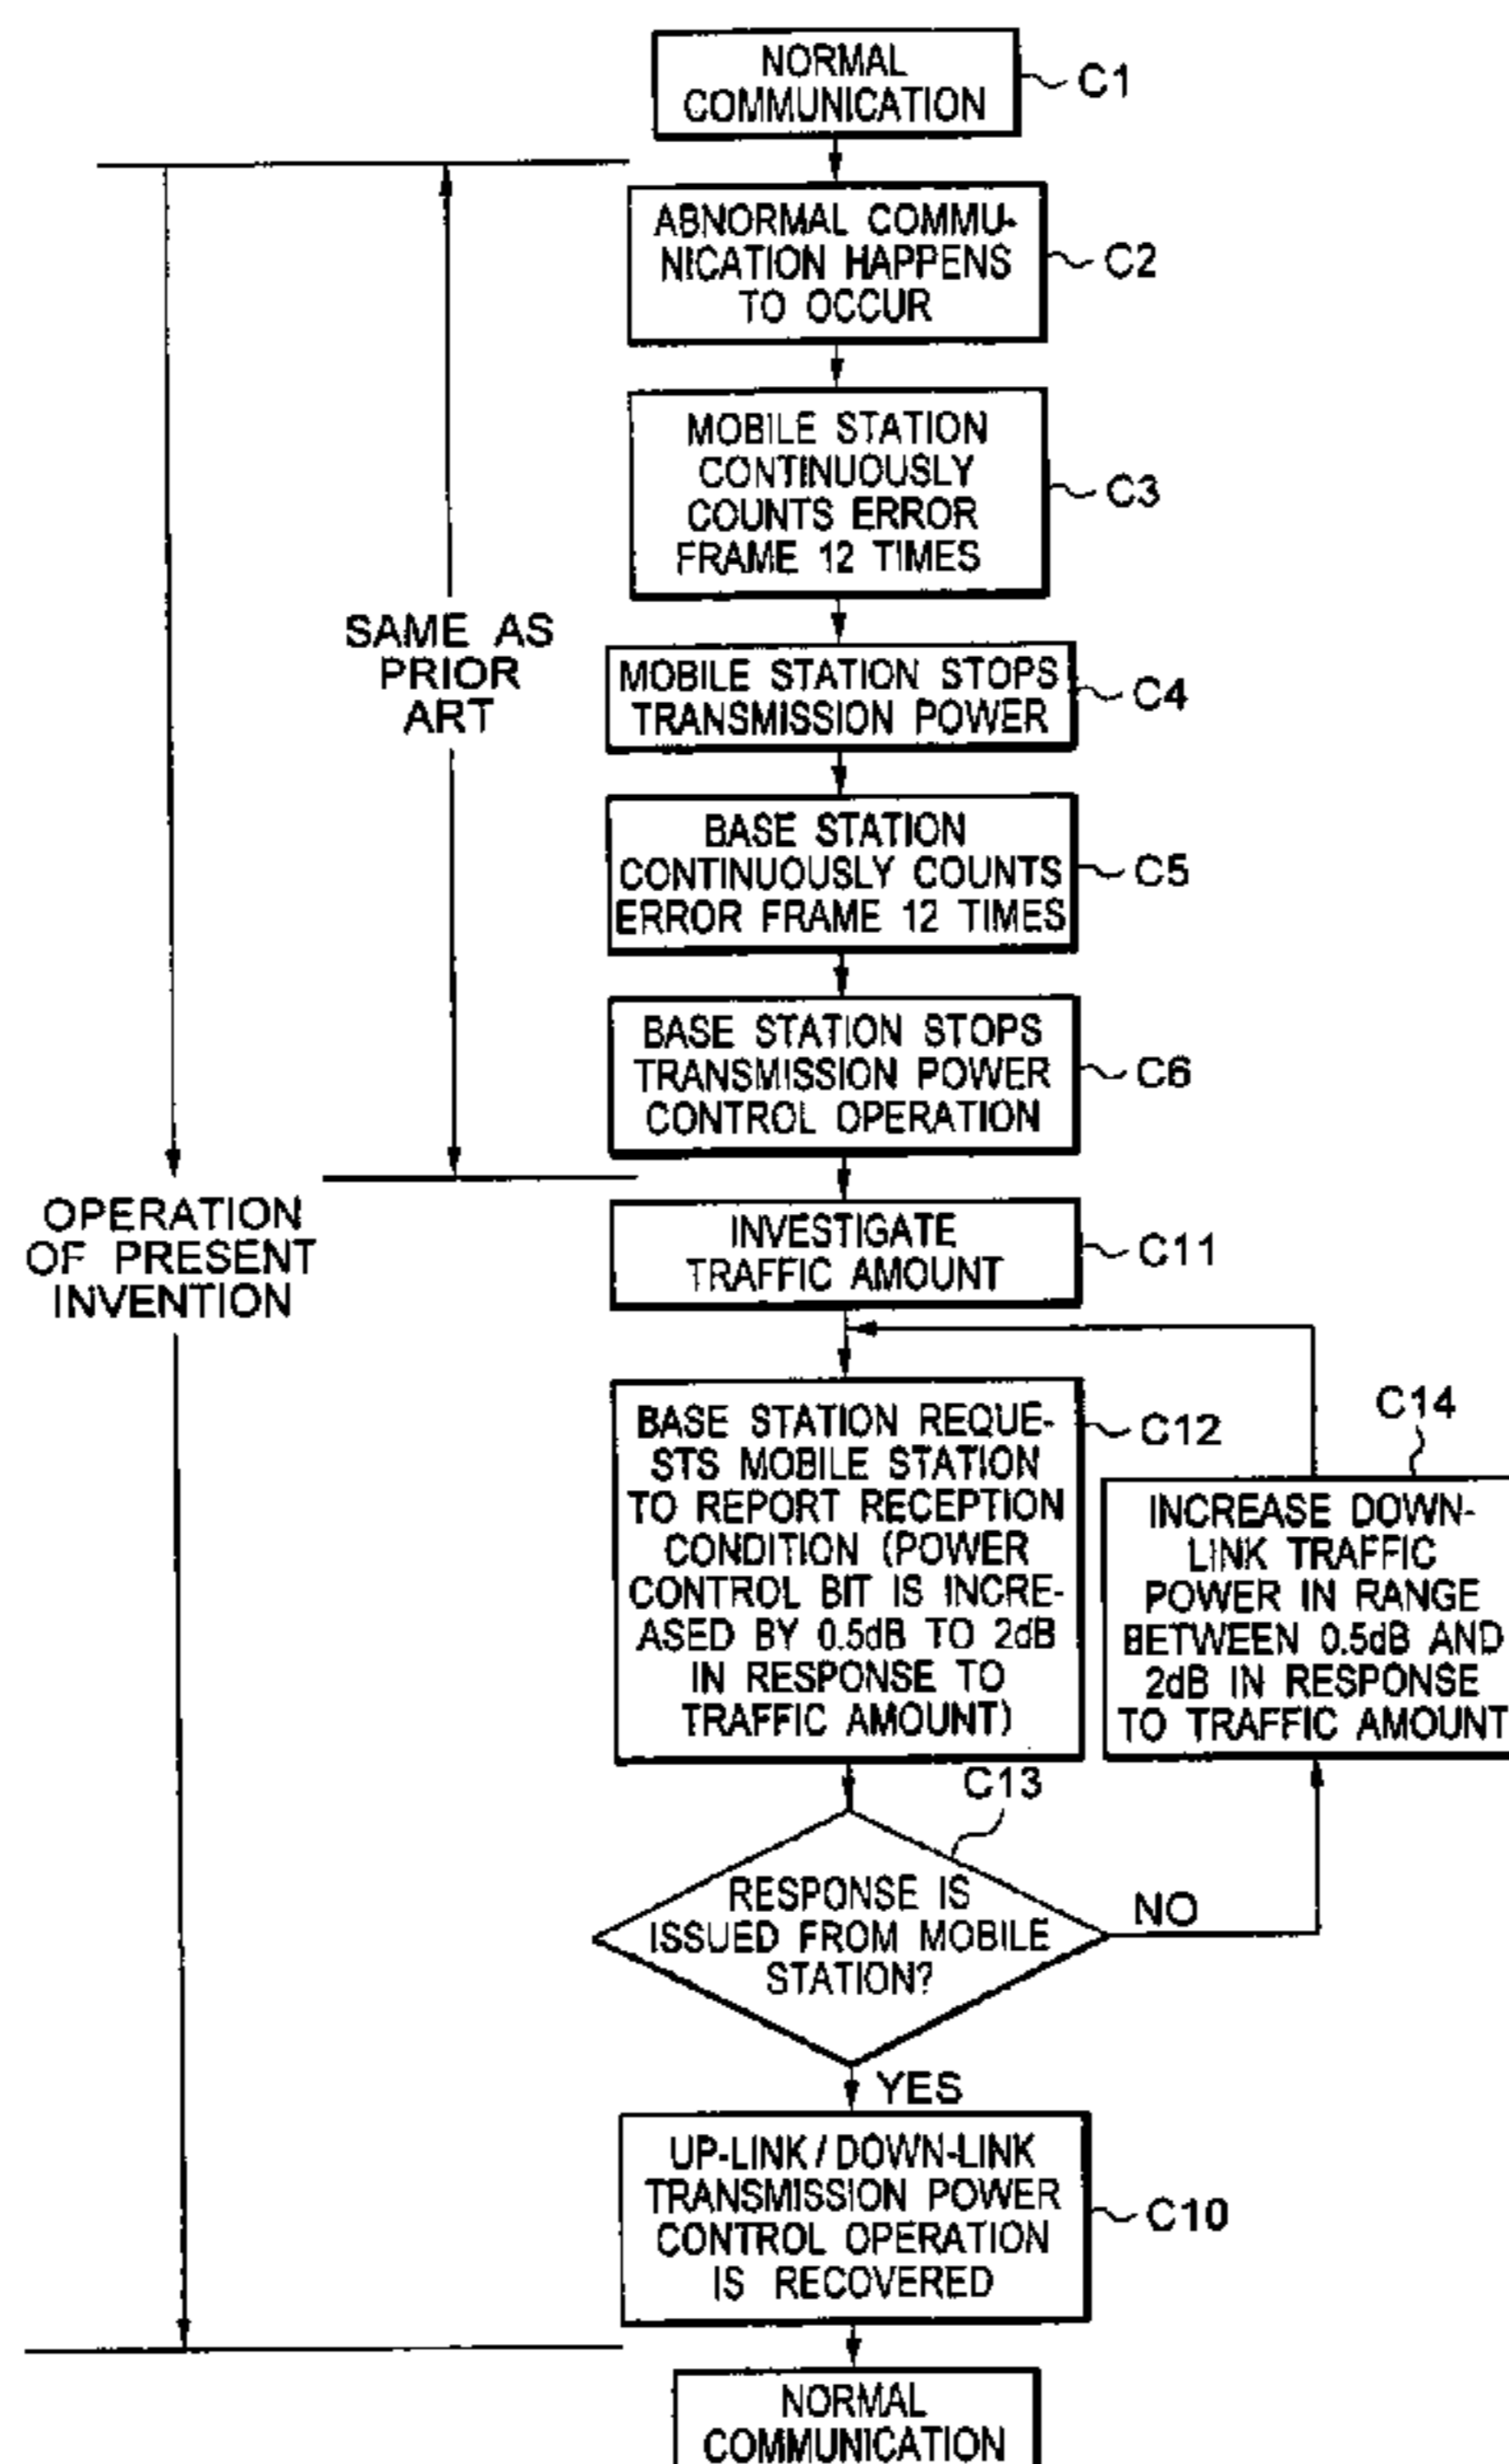 NORMAL
COMMUNICATION
C1
ABNORMAL COMMU-
NICATION HAPPENS
TO OCCUR
C2
MOBILE STATION
CONTINUOUSLY
COUNTS ERROR
FRAME 12 TIMES
C3
SAME AS
PRIOR
ART
MOBILE STATION STOPS
TRANSMISSION POWER
C4
BASE STATION
CONTINUOUSLY COUNTS
ERROR FRAME 12 TIMES
C5
BASE STATION STOPS
TRANSMISSION POWER
CONTROL OPERATION
C6
OPERATION
OF PRESENT
INVENTION
INVESTIGATE
TRAFFIC AMOUNT
C11
BASE STATION REQUE-
STS MOBILE STATION
TO REPORT RECEPTION
CONDITION (POWER
CONTROL BIT IS INCRE-
ASED BY 0.5dB TO 2dB
IN RESPONSE TO
TRAFFIC AMOUNT)
C12
C14
INCREASE DOWN-
LINK TRAFFIC
POWER IN RANGE
BETWEEN 0.5dB AND
2dB IN RESPONSE
TO TRAFFIC AMOUNT
C13
RESPONSE IS
ISSUED FROM MOBILE
STATION?
NO
YES
UP-LINK / DOWN-LINK
TRANSMISSION POWER
CONTROL OPERATION
IS RECOVERED
C10
NORMAL
COMMUNICATION